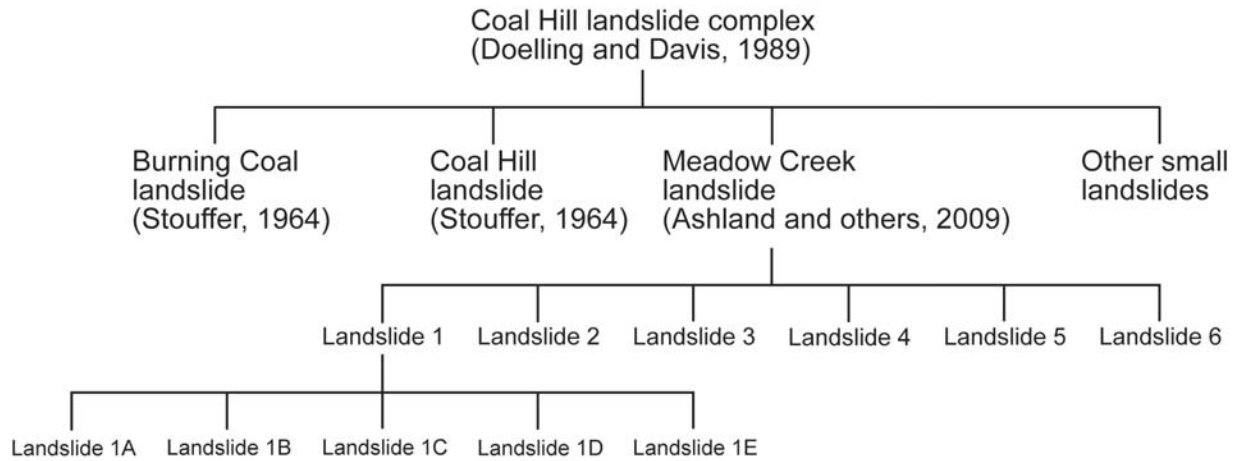 Coal Hill landslide complex
(Doelling and Davis, 1989)
Burning Coal
landslide
(Stouffer, 1964)
Coal Hill
landslide
(Stouffer, 1964)
Meadow Creek
landslide
(Ashland and others, 2009)
Other small
landslides
Landslide 1
Landslide 2
Landslide 3
Landslide 4
Landslide 5
Landslide 6
Landslide 1A
Landslide 1B
Landslide 1C
Landslide 1D
Landslide 1E